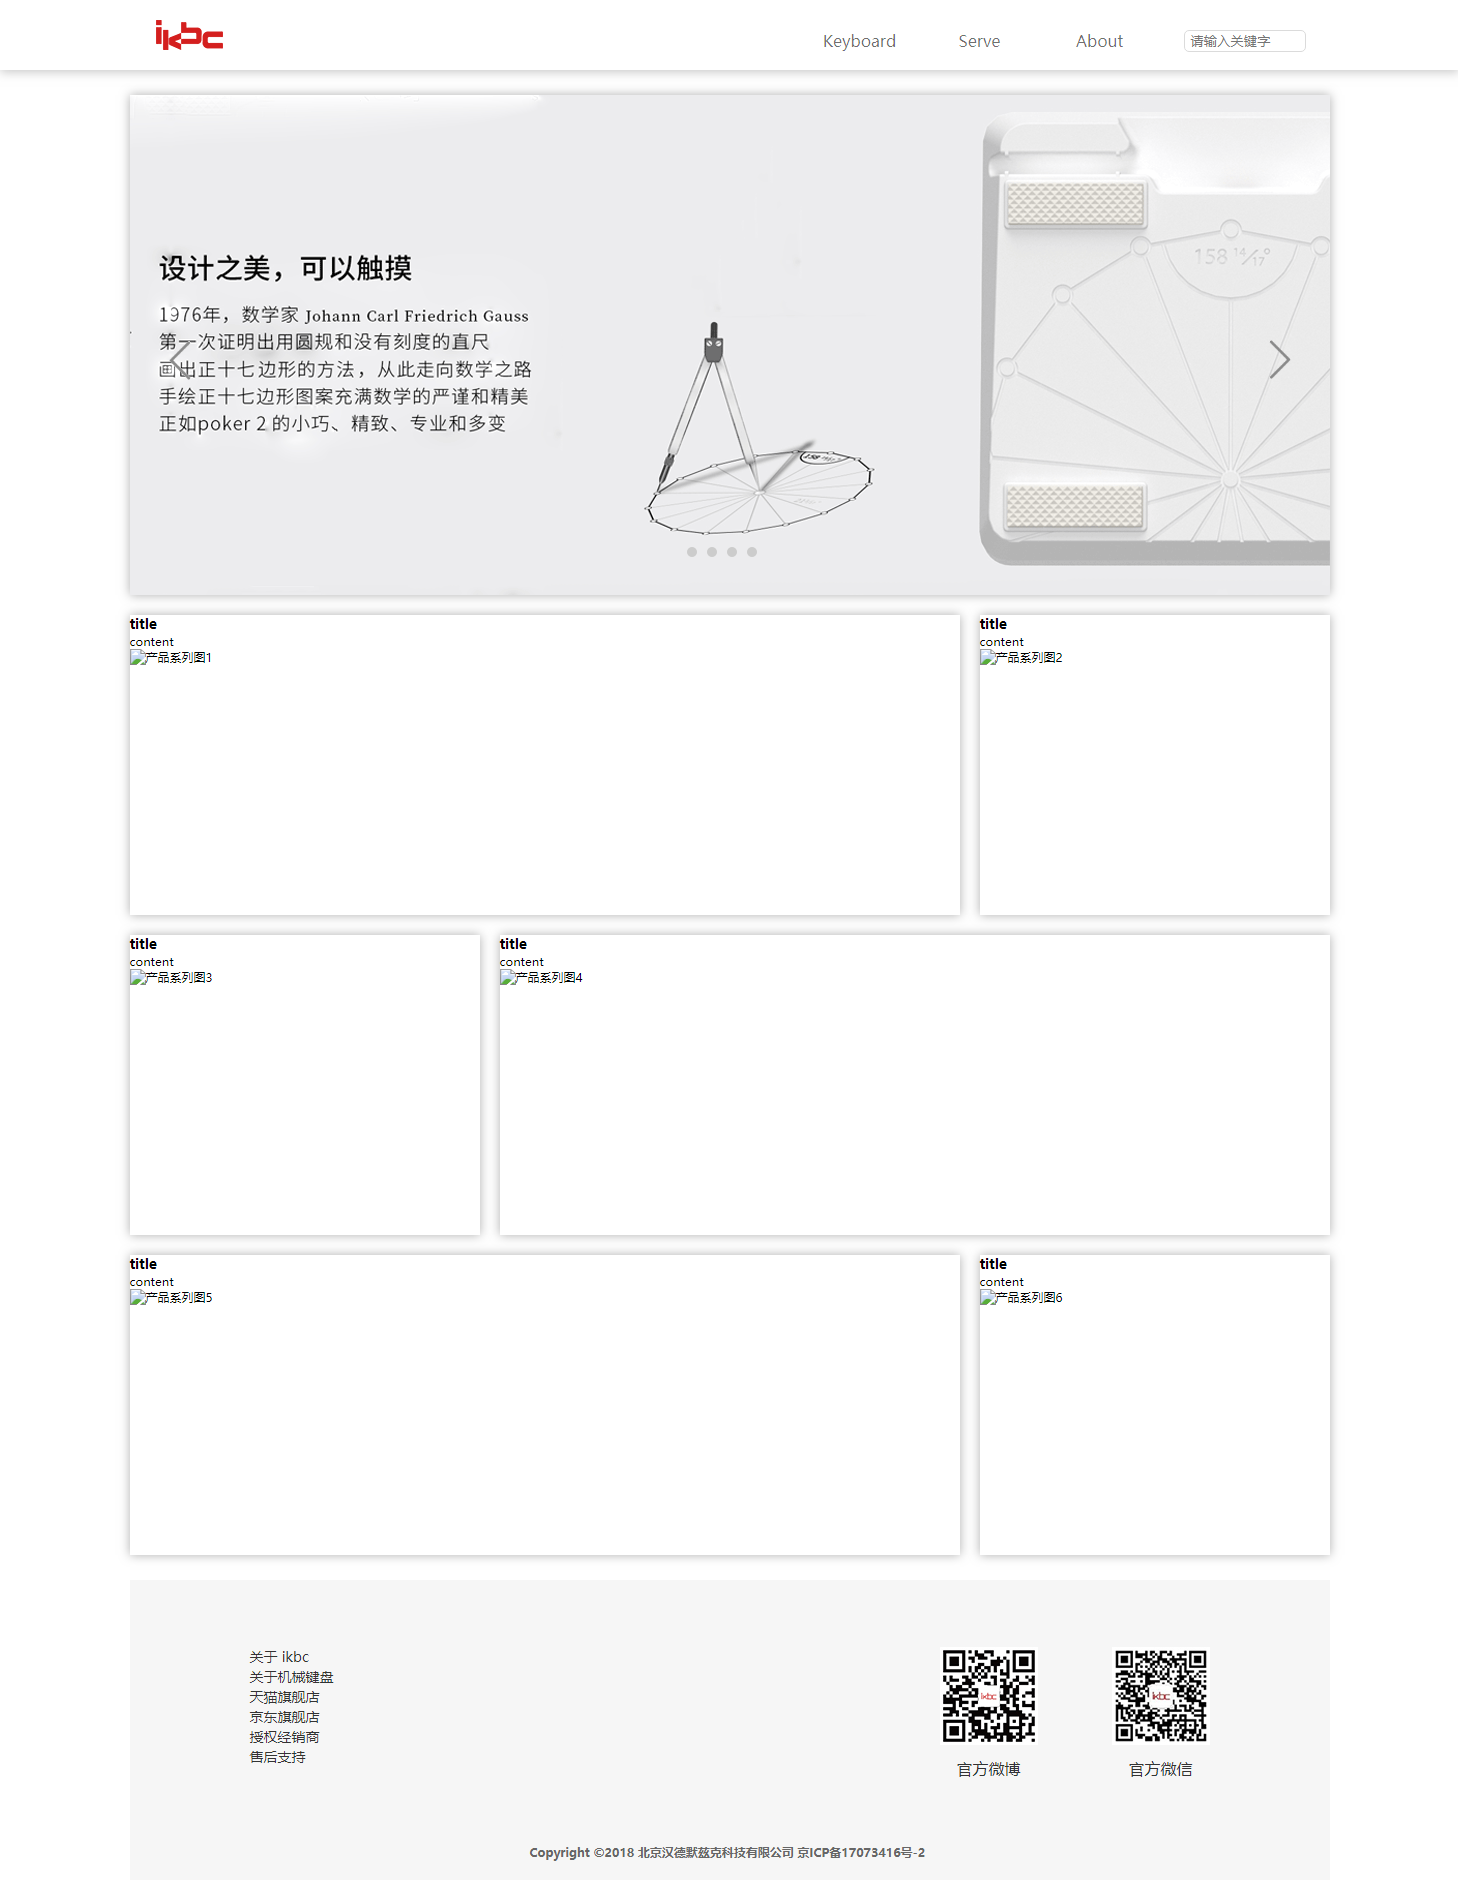 ikbc
Keyboard
Serve
About
请输入关键字
设计之美，可以触摸
1976年，数学家 Johann Carl Friedrich Gauss
第一次证明出用圆规和没有刻度的直尺
画出正十七边形的方法，从此走向数学之路
手绘正十七边形图案充满数学的严谨和精美
正如poker 2 的小巧、精致、专业和多变
158 14/17°
title
content
产品系列图1
title
content
产品系列图2
title
content
产品系列图3
title
content
产品系列图4
title
content
产品系列图5
title
content
产品系列图6
关于 ikbc
关于机械键盘
天猫旗舰店
京东旗舰店
授权经销商
售后支持
ikbc
官方微博
ikbc
官方微信
Copyright ©2018 北京汉德默兹克科技有限公司 京ICP备17073416号-2